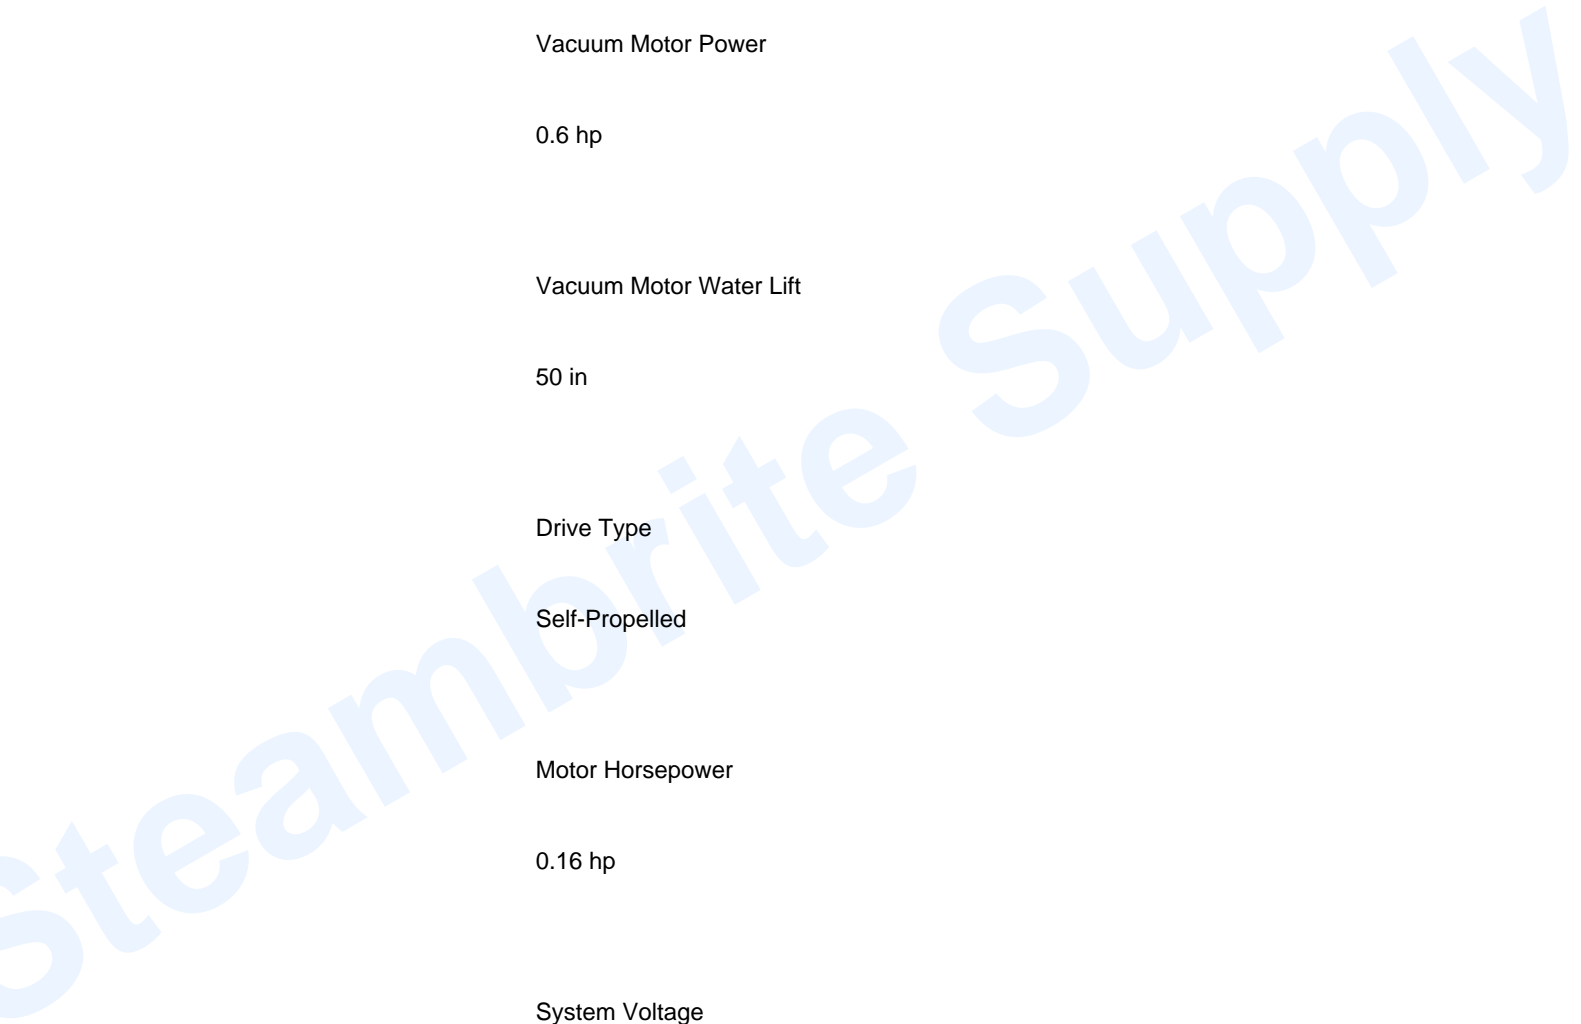 Vacuum Motor Power
0.6 hp
Vacuum Motor Water Lift
50 in
Drive Type
Self-Propelled
Motor Horsepower
0.16 hp
System Voltage
Steambrite Supply